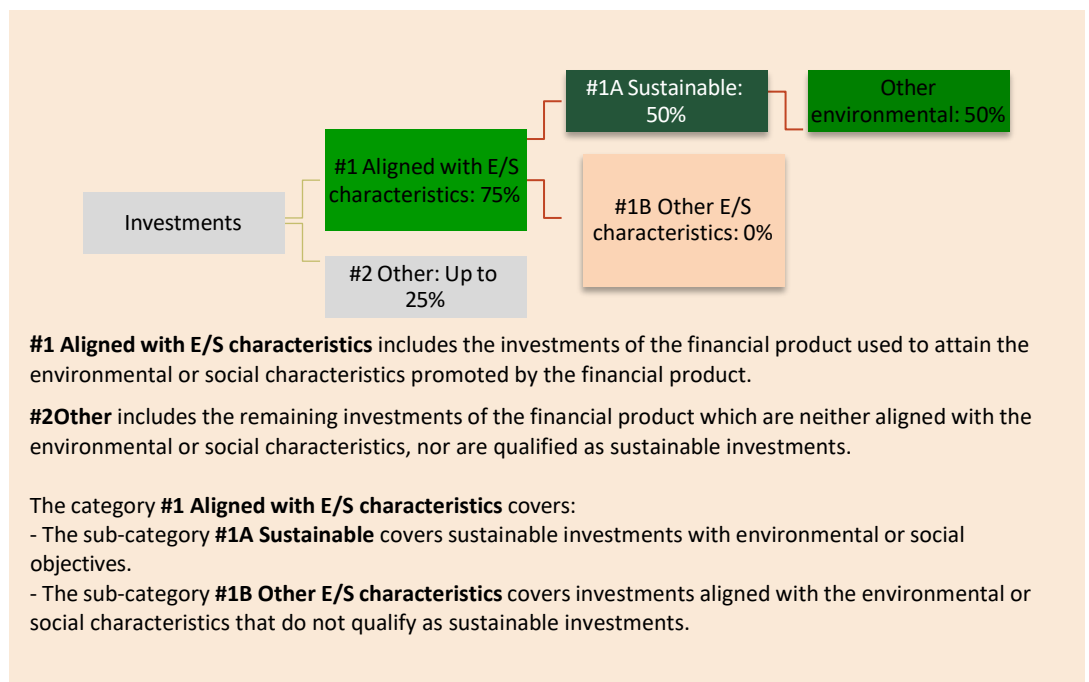 #1A Sustainable:
50%
Other
environmental: 50%
#1 Aligned with E/S
characteristics: 75%
#1B Other E/S
characteristics: 0%
Investments
#2 Other: Up to
25%
#1 Aligned with E/S characteristics includes the investments of the financial product used to attain the
environmental or social characteristics promoted by the financial product.
#2Other includes the remaining investments of the financial product which are neither aligned with the
environmental or social characteristics, nor are qualified as sustainable investments.
The category #1 Aligned with E/S characteristics covers:
- The sub-category #1A Sustainable covers sustainable investments with environmental or social
objectives.
- The sub-category #1B Other E/S characteristics covers investments aligned with the environmental or
social characteristics that do not qualify as sustainable investments.